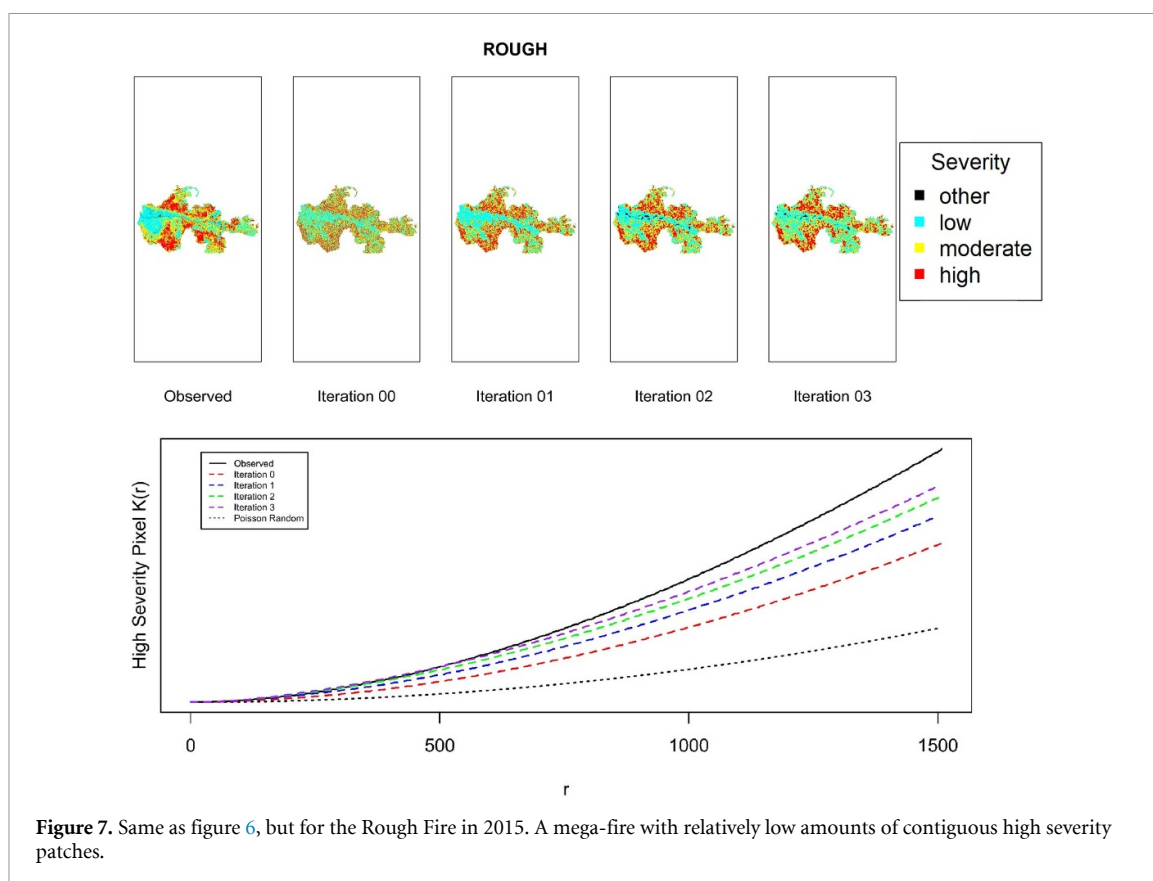 ROUGH
Severity
other
low
moderate
high
Observed
Iteration 00
Iteration 01
Iteration 02
Iteration 03
High Severity Pixel K(r)
Observed
Iteration 0
Iteration 1
Iteration 2
Iteration 3
Poisson Random
0
500
1000
1500
r
Figure 7. Same as figure 6, but for the Rough Fire in 2015. A mega-fire with relatively low amounts of contiguous high severity
patches.